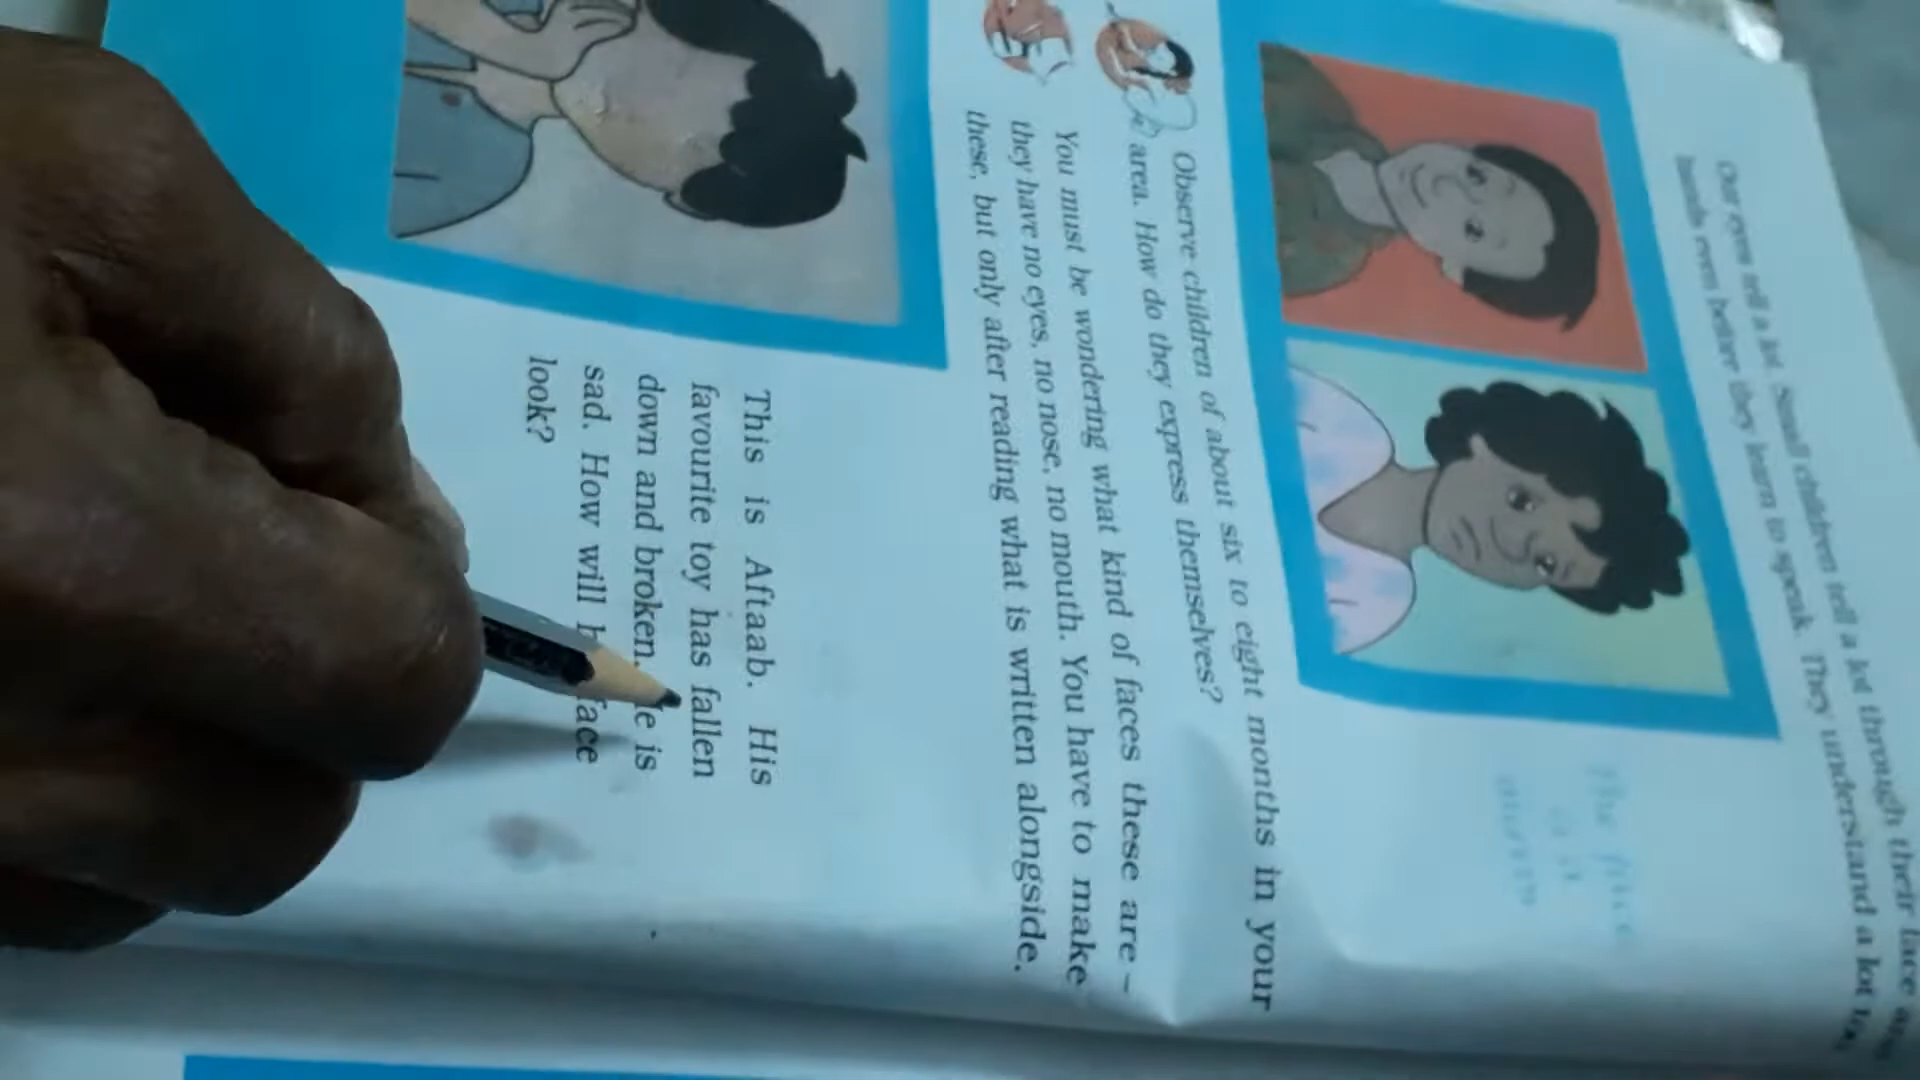 Our eyes tell a lot. Small children tell a lot through their face and
hands even before they learn to speak. They understand a lot
Observe children of about six to eight months in your
area. How do they express themselves?
You must be wondering what kind of faces these are –
they have no eyes, no nose, no mouth. You have to make
these, but only after reading what is written alongside.
This is Aftaab. His
favourite toy has fallen
down and broken. is
sad. How will face
look?